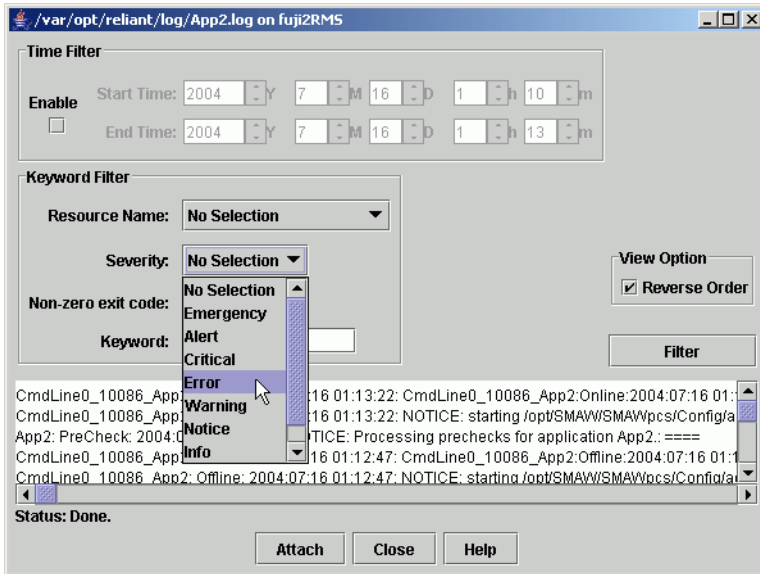 /var/opt/reliant/log/App2.log on fuji2RMS
Time Filter
Enable
Start Time: 2004 Y 7 M 16 D 1 h 10 m
End Time: 2004 Y 7 M 16 D 1 h 13 m
Keyword Filter
Resource Name: No Selection
Severity: No Selection
No Selection
Emergency
Alert
Critical
Error
Warning
Notice
Info
Non-zero exit code:
Keyword:
View Option
Reverse Order
Filter
CmdLine0_10086_App :16 01:13:22: CmdLine0_10086_App2:Online:2004:07:16 01:
CmdLine0_10086_App :16 01:13:22: NOTICE: starting /opt/SMAW/SMAWpcs/Config/a
App2: PreCheck: 2004: TICE: Processing prechecks for application App2.: ====
CmdLine0_10086_App :16 01:12:47: CmdLine0_10086_App2:Offline:2004:07:16 01:1
CmdLine0_10086_App2: Offline: 2004:07:16 01:12:47: NOTICE: starting /opt/SMAW/SMAWpcs/Config/a
Status: Done.
Attach
Close
Help